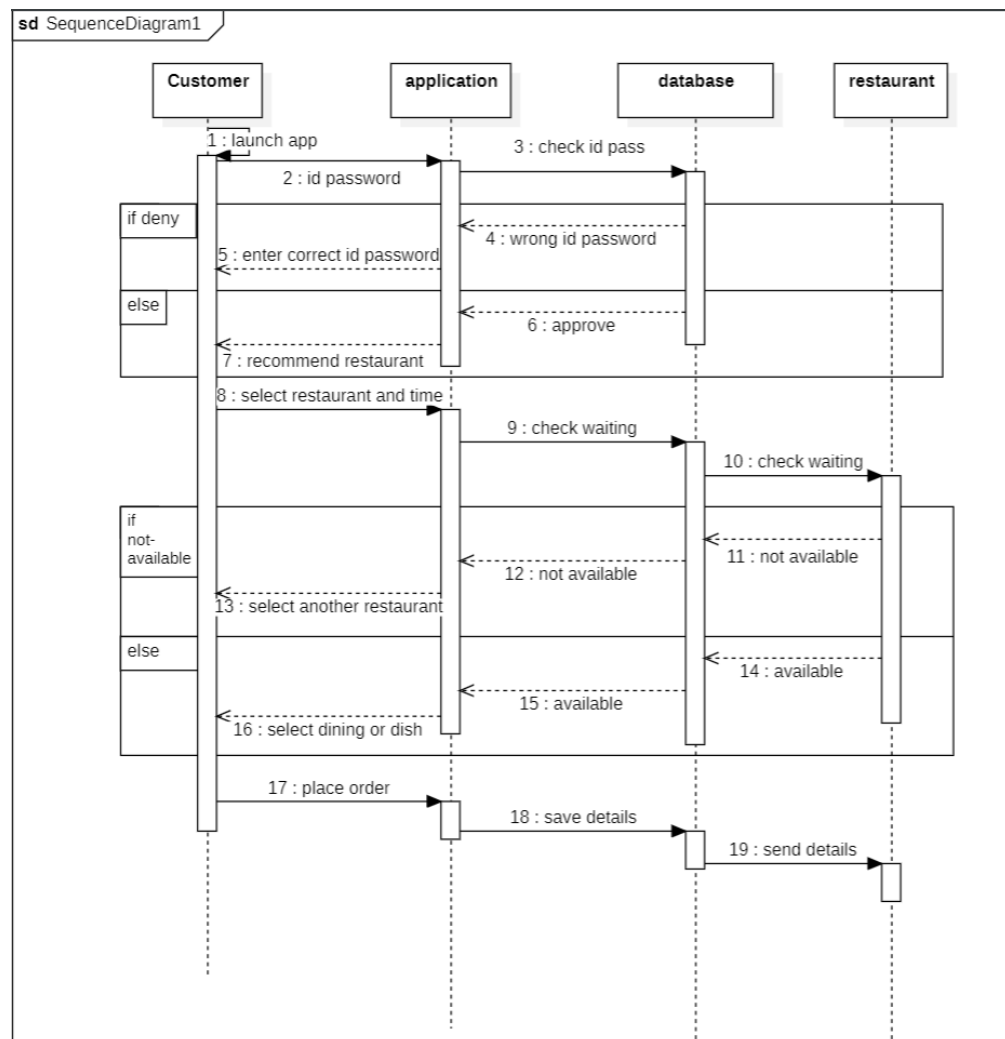 sd SequenceDiagram1
Customer
application
database
restaurant
1 : launch app
2 : id password
3 : check id pass
if deny
4 : wrong id password
5 : enter correct id password
else
6 : approve
7 : recommend restaurant
8 : select restaurant and time
9 : check waiting
10 : check waiting
if
not-
available
11 : not available
12 : not available
13 : select another restaurant
else
14 : available
15 : available
16 : select dining or dish
17 : place order
18 : save details
19 : send details